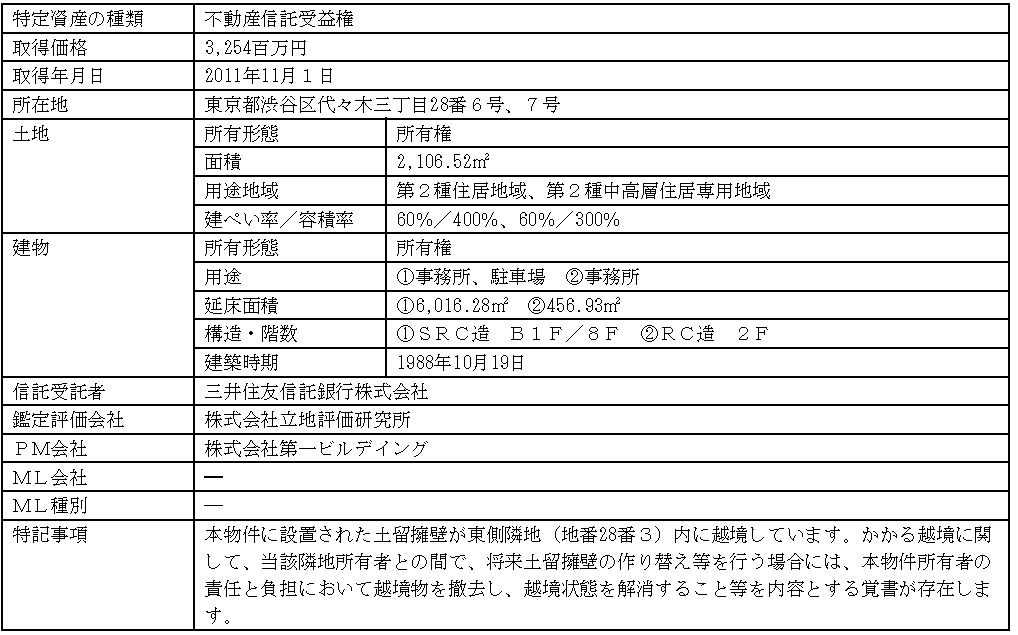 特定資産の種類 不動産信託受益権
取得価格 3,254百万円
取得年月日 2011年11月１日
所在地 東京都渋谷区代々木三丁目28番６号、７号
土地 所有形態 所有権
面積 2,106.52㎡
用途地域 第２種住居地域、第２種中高層住居専用地域
建ぺい率／容積率 60％／400％、60％／300％
建物 所有形態 所有権
用途 ①事務所、駐車場　②事務所
延床面積 ①6,016.28㎡　②456.93㎡
構造・階数 ①ＳＲＣ造　Ｂ１Ｆ／８Ｆ　②ＲＣ造　２Ｆ
建築時期 1988年10月19日
信託受託者 三井住友信託銀行株式会社
鑑定評価会社 株式会社立地評価研究所
ＰＭ会社 株式会社第一ビルデイング
ＭＬ会社 ―
ＭＬ種別 ―
特記事項 本物件に設置された土留擁壁が東側隣地（地番28番３）内に越境しています。かかる越境に関
して、当該隣地所有者との間で、将来土留擁壁の作り替え等を行う場合には、本物件所有者の
責任と負担において越境物を撤去し、越境状態を解消すること等を内容とする覚書が存在しま
す。